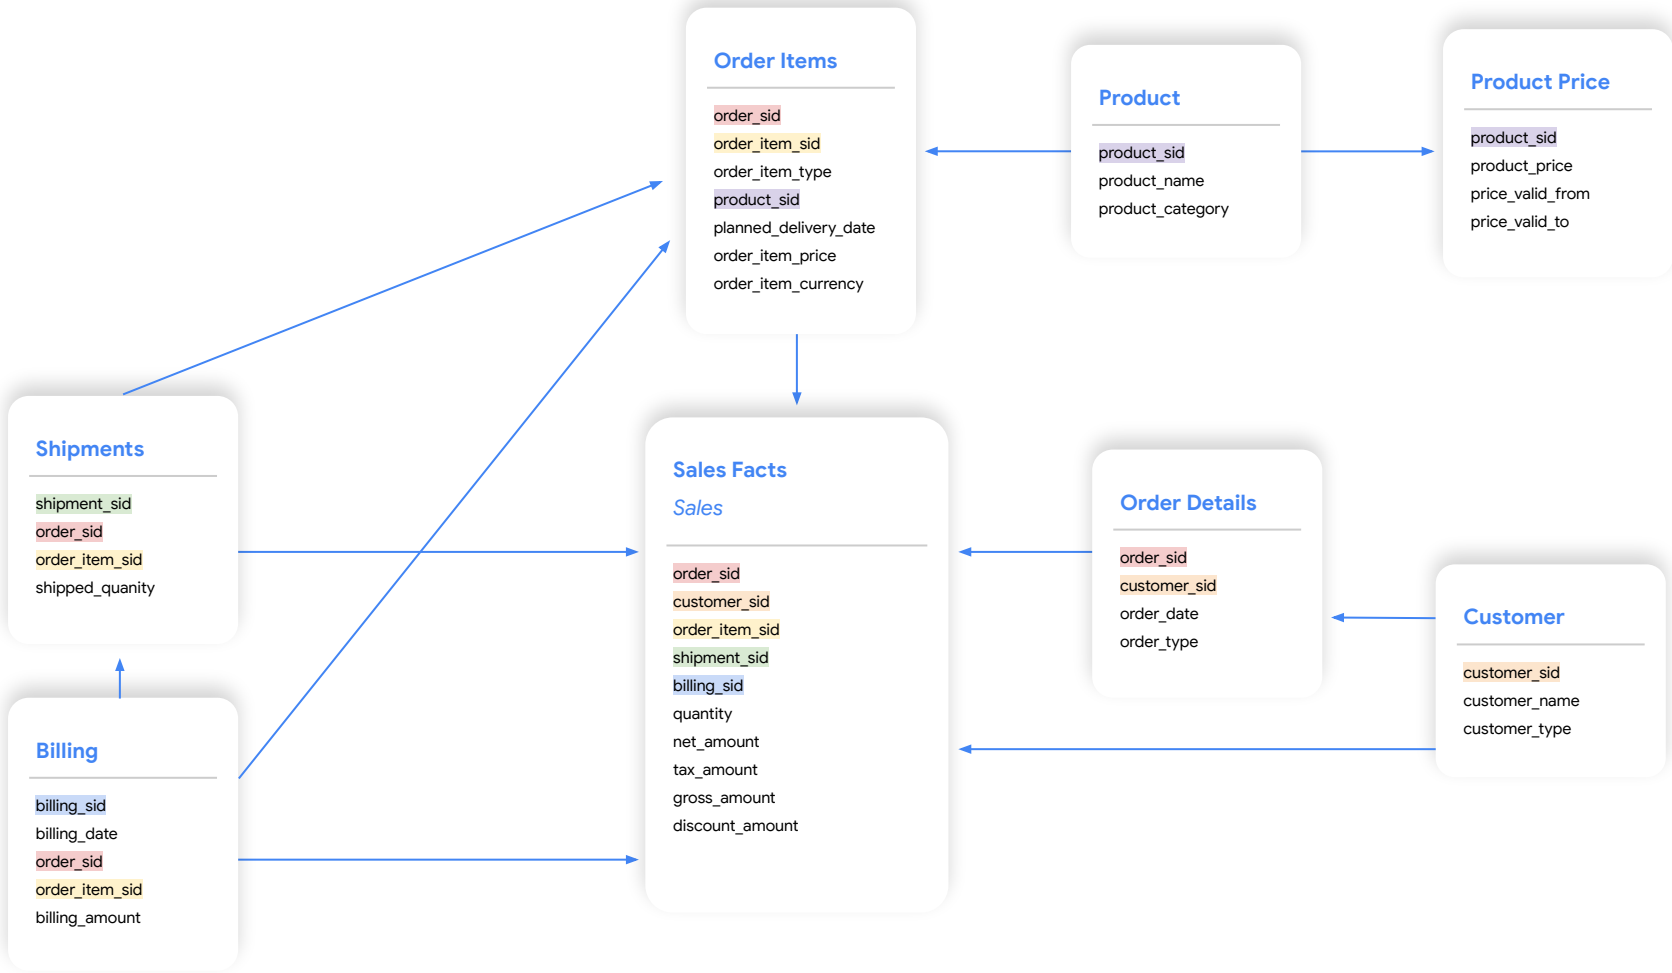 Order Items
order_sid
order_item_sid
order_item_type
product_sid
planned_delivery_date
order_item_price
order_item_currency
Product
product_sid
product_name
product_category
Product Price
product_sid
product_price
price_valid_from
price_valid_to
Shipments
shipment_sid
order_sid
order_item_sid
shipped_quanity
Sales Facts
Sales
order_sid
customer_sid
order_item_sid
shipment_sid
billing_sid
quantity
net_amount
tax_amount
gross_amount
discount_amount
Order Details
order_sid
customer_sid
order_date
order_type
Customer
customer_sid
customer_name
customer_type
Billing
billing_sid
billing_date
order_sid
order_item_sid
billing_amount